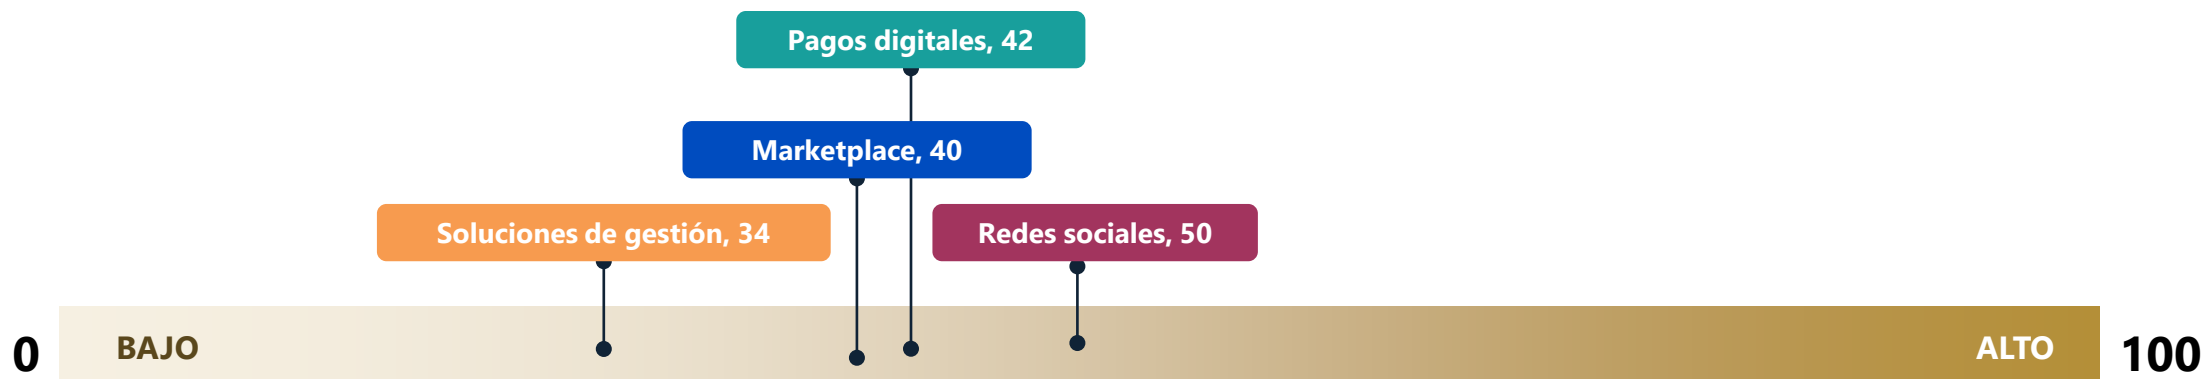 Pagos digitales, 42
Marketplace, 40
Soluciones de gestión, 34
Redes sociales, 50
0
BAJO
ALTO
100